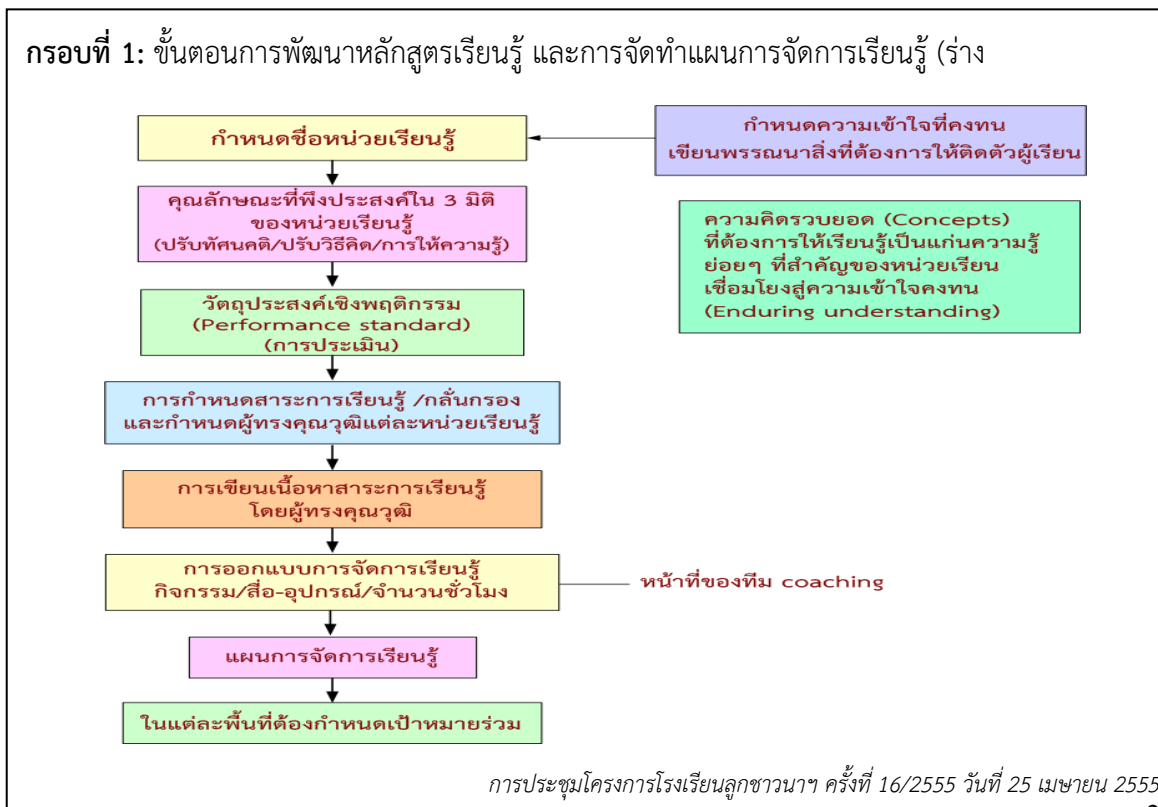 กรอบที่ 1: ขั้นตอนการพัฒนาหลักสูตรเรียนรู้ และการจัดทำแผนการจัดการเรียนรู้ (ร่าง
กำหนดชื่อหน่วยเรียนรู้
กำหนดความเข้าใจที่คงทน
เขียนพรรณนาสิ่งที่ต้องการให้ติดตัวผู้เรียน
คุณลักษณะที่พึงประสงค์ใน 3 มิติ
ของหน่วยเรียนรู้
(ปรับทัศนคติ/ปรับวิธีคิด/การให้ความรู้)
ความคิดรวบยอด (Concepts)
ที่ต้องการให้เรียนรู้เป็นแก่นความรู้
ย่อยๆ ที่สำคัญของหน่วยเรียน
เชื่อมโยงสู่ความเข้าใจคงทน
(Enduring understanding)
วัตถุประสงค์เชิงพฤติกรรม
(Performance standard)
(การประเมิน)
การกำหนดสาระการเรียนรู้ /กลั่นกรอง
และกำหนดผู้ทรงคุณวุฒิแต่ละหน่วยเรียนรู้
การเขียนเนื้อหาสาระการเรียนรู้
โดยผู้ทรงคุณวุฒิ
การออกแบบการจัดการเรียนรู้
กิจกรรม/สื่อ-อุปกรณ์/จำนวนชั่วโมง
หน้าที่ของทีม coaching
แผนการจัดการเรียนรู้
ในแต่ละพื้นที่ต้องกำหนดเป้าหมายร่วม
การประชุมโครงการโรงเรียนลูกชาวนาฯ ครั้งที่ 16/2555 วันที่ 25 เมษายน 2555